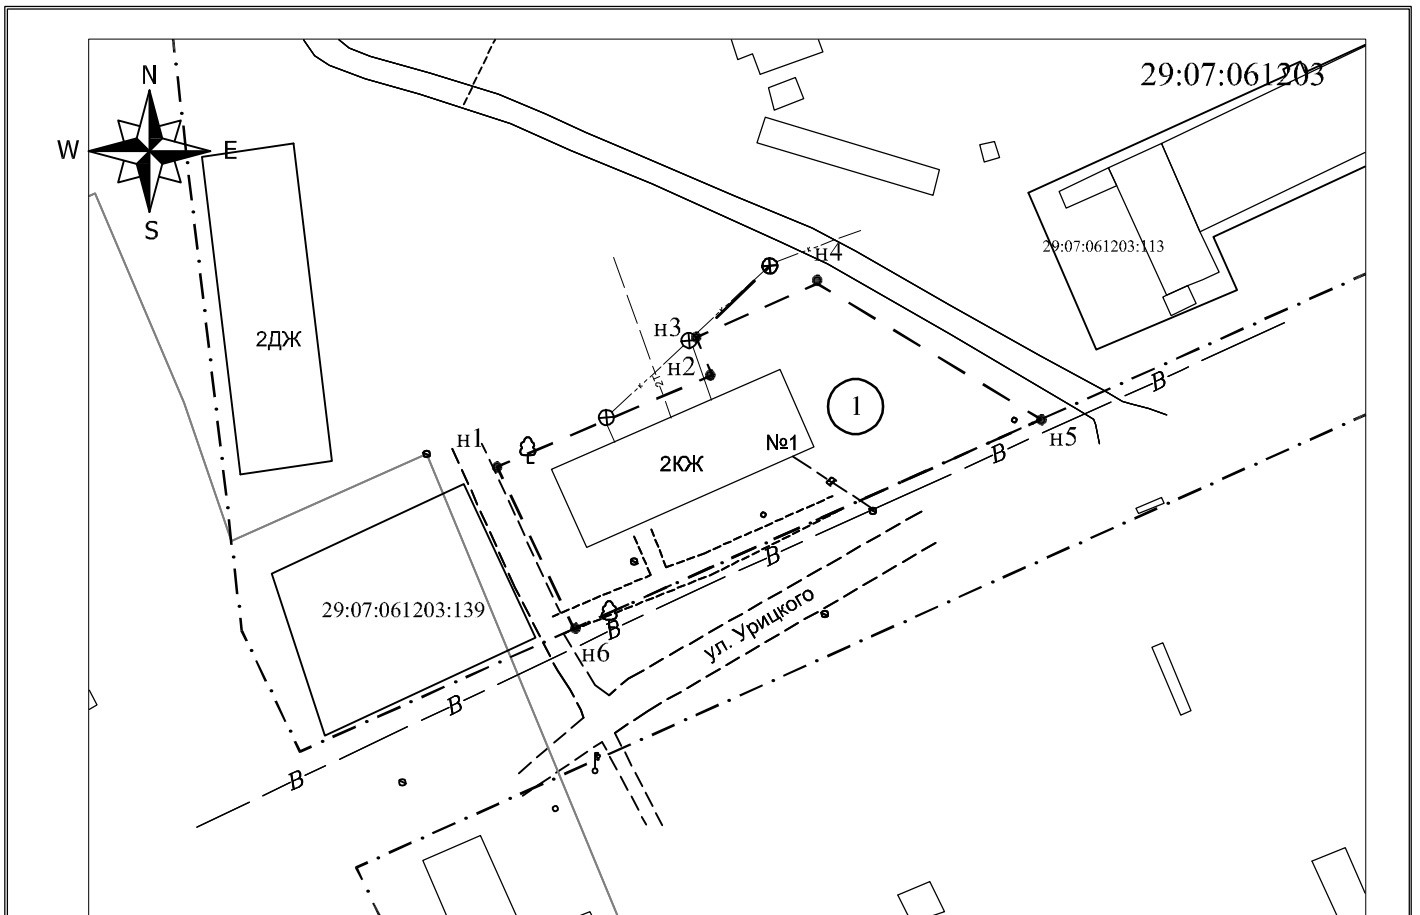 N
29:07:061203
W
E
S
29:07:061203:113
н4
н3
2ДЖ
н2
В
1
н5
н1
№1
2КЖ
В
В
29:07:061203:139
ул. Урицкого
В
н6
В
В